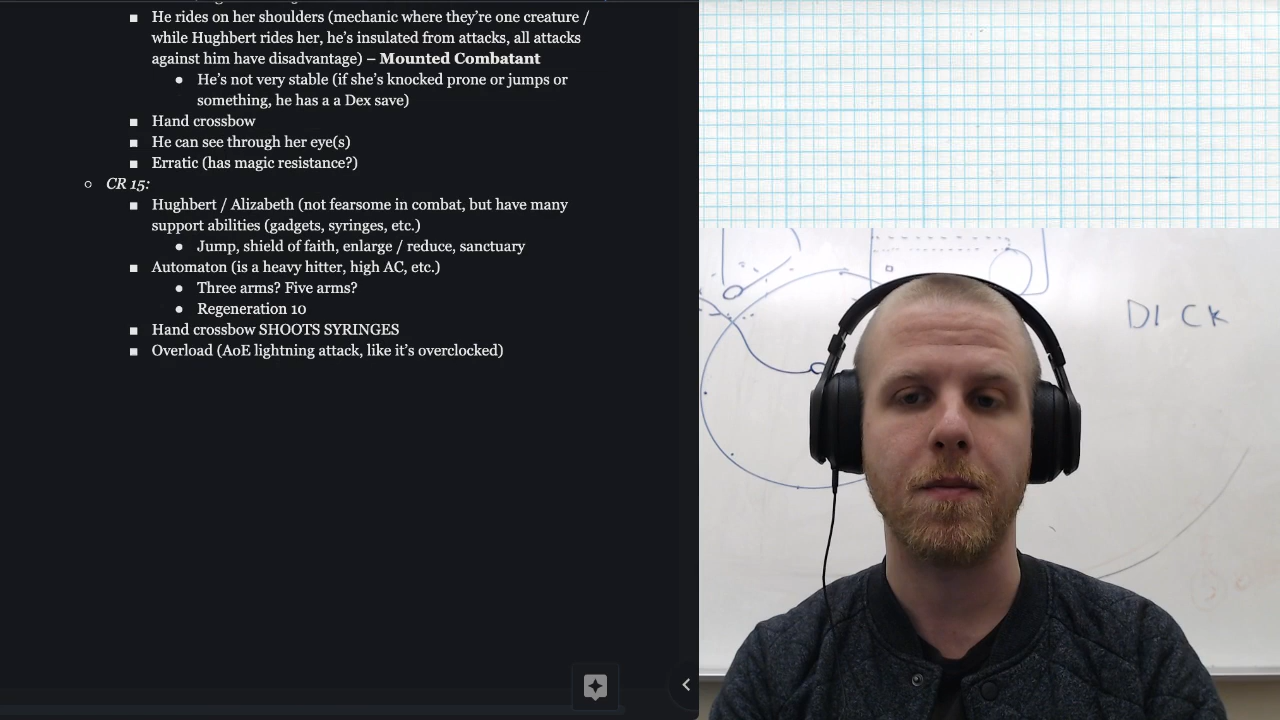 He rides on her shoulders (mechanic where they're one creature /
while Hughbert rides her, he's insulated from attacks, all attacks
against him have disadvantage) – Mounted Combatant
He's not very stable (if she's knocked prone or jumps or
something, he has a a Dex save)
Hand crossbow
He can see through her eye(s)
Erratic (has magic resistance?)
CR 15:
Hughbert / Alizabeth (not fearsome in combat, but have many
support abilities (gadgets, syringes, etc.)
Jump, shield of faith, enlarge / reduce, sanctuary
Automaton (is a heavy hitter, high AC, etc.)
Three arms? Five arms?
Regeneration 10
Hand crossbow SHOOTS SYRINGES
Overload (AoE lightning attack, like it's overclocked)
DICK